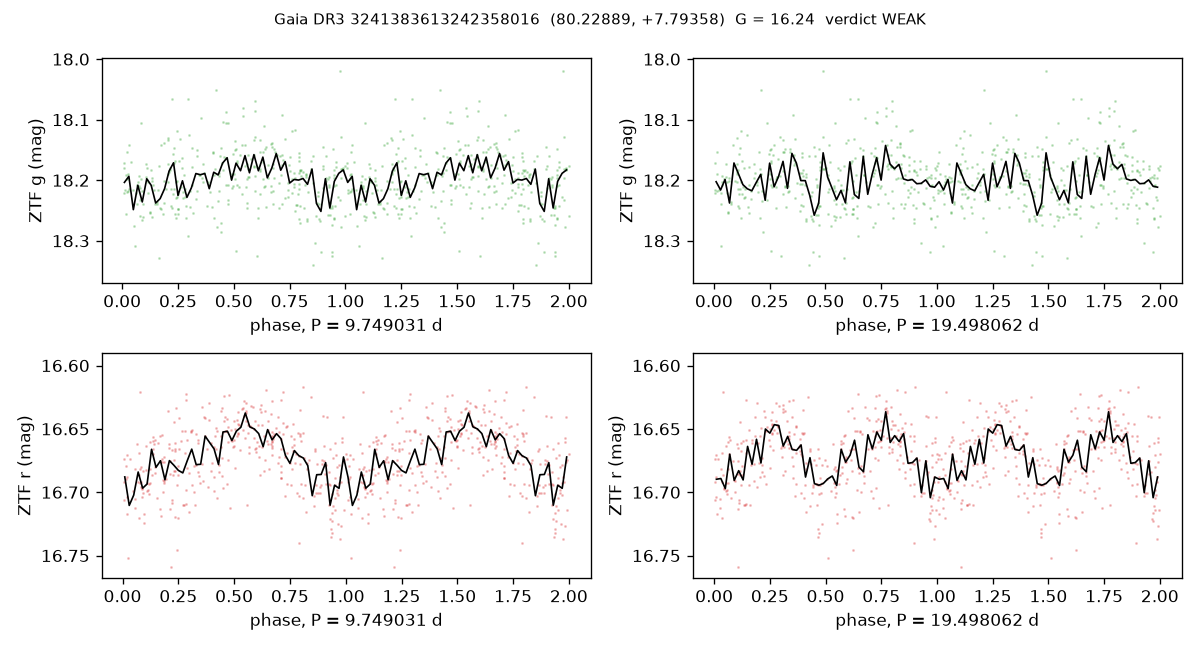 Gaia DR3 3241383613242358016  (80.22889, +7.79358)  G = 16.24  verdict WEAK
18.0
18.1
18.2
18.3
ZTF g (mag)
0.00 0.25 0.50 0.75 1.00 1.25 1.50 1.75 2.00
phase, P = 9.749031 d
18.0
18.1
18.2
18.3
ZTF g (mag)
0.00 0.25 0.50 0.75 1.00 1.25 1.50 1.75 2.00
phase, P = 19.498062 d
16.60
16.65
16.70
16.75
ZTF r (mag)
0.00 0.25 0.50 0.75 1.00 1.25 1.50 1.75 2.00
phase, P = 9.749031 d
16.60
16.65
16.70
16.75
ZTF r (mag)
0.00 0.25 0.50 0.75 1.00 1.25 1.50 1.75 2.00
phase, P = 19.498062 d